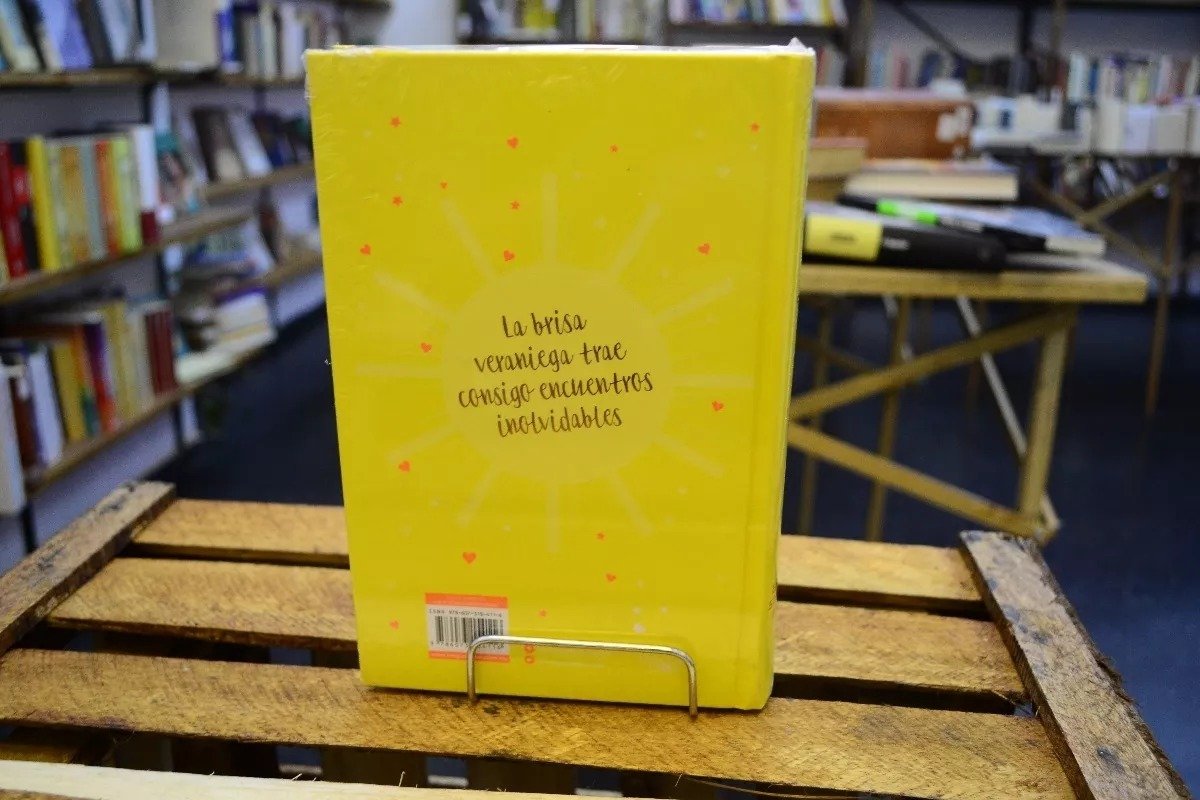 La brisa
veraniega trae
consigo encuentros
inolvidables